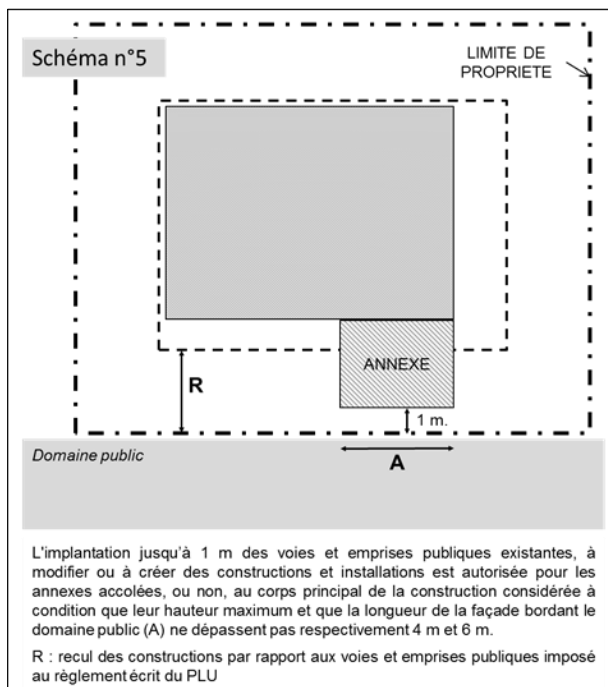 Schéma n°5
LIMITE DE
PROPRIETE
ANNEXE
R
1 m.
Domaine public
A
L'implantation jusqu'à 1 m des voies et emprises publiques existantes, à
modifier ou à créer des constructions et installations est autorisée pour les
annexes accolées, ou non, au corps principal de la construction considérée à
condition que leur hauteur maximum et que la longueur de la façade bordant le
domaine public (A) ne dépassent pas respectivement 4 m et 6 m.
R : recul des constructions par rapport aux voies et emprises publiques imposé
au règlement écrit du PLU